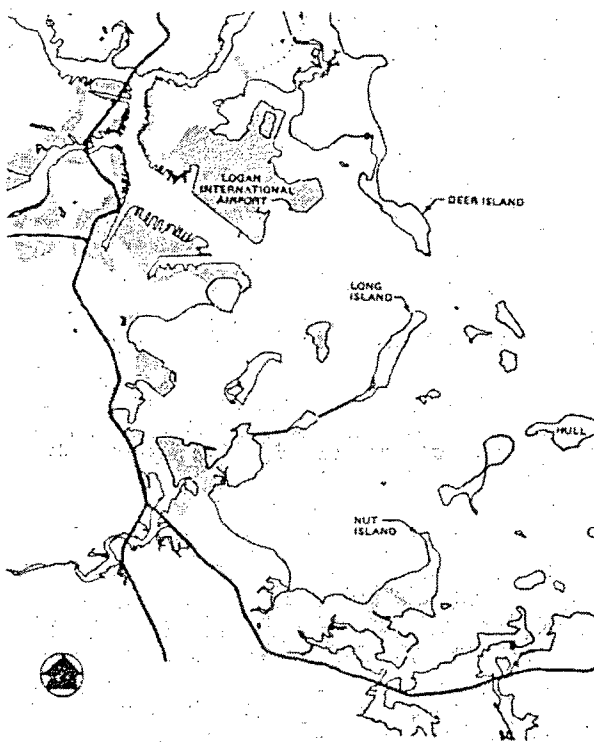 LOGAN
INTERNATIONAL
AIRPORT
DEER ISLAND
LONG
ISLAND
HULL
NUT
ISLAND